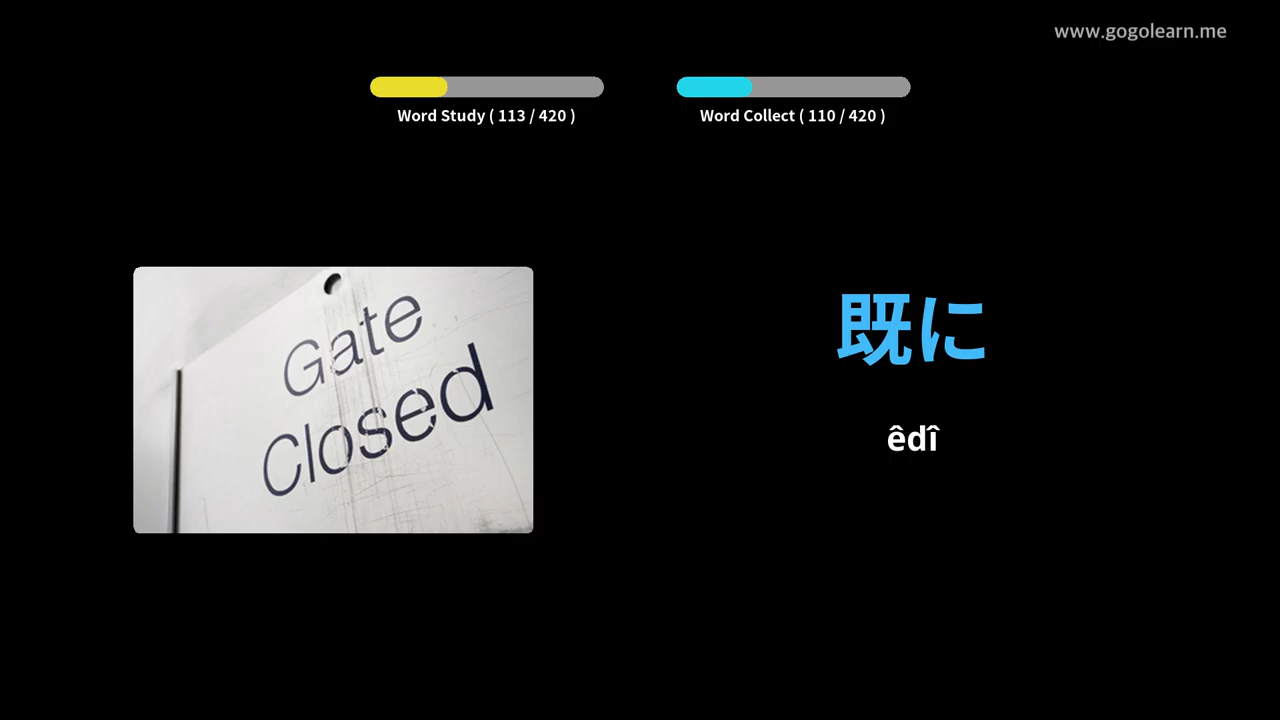 www.gogolearn.me
Word Study ( 113 / 420 )
Word Collect ( 110 / 420 )
Gate
Closed
既に
êdî